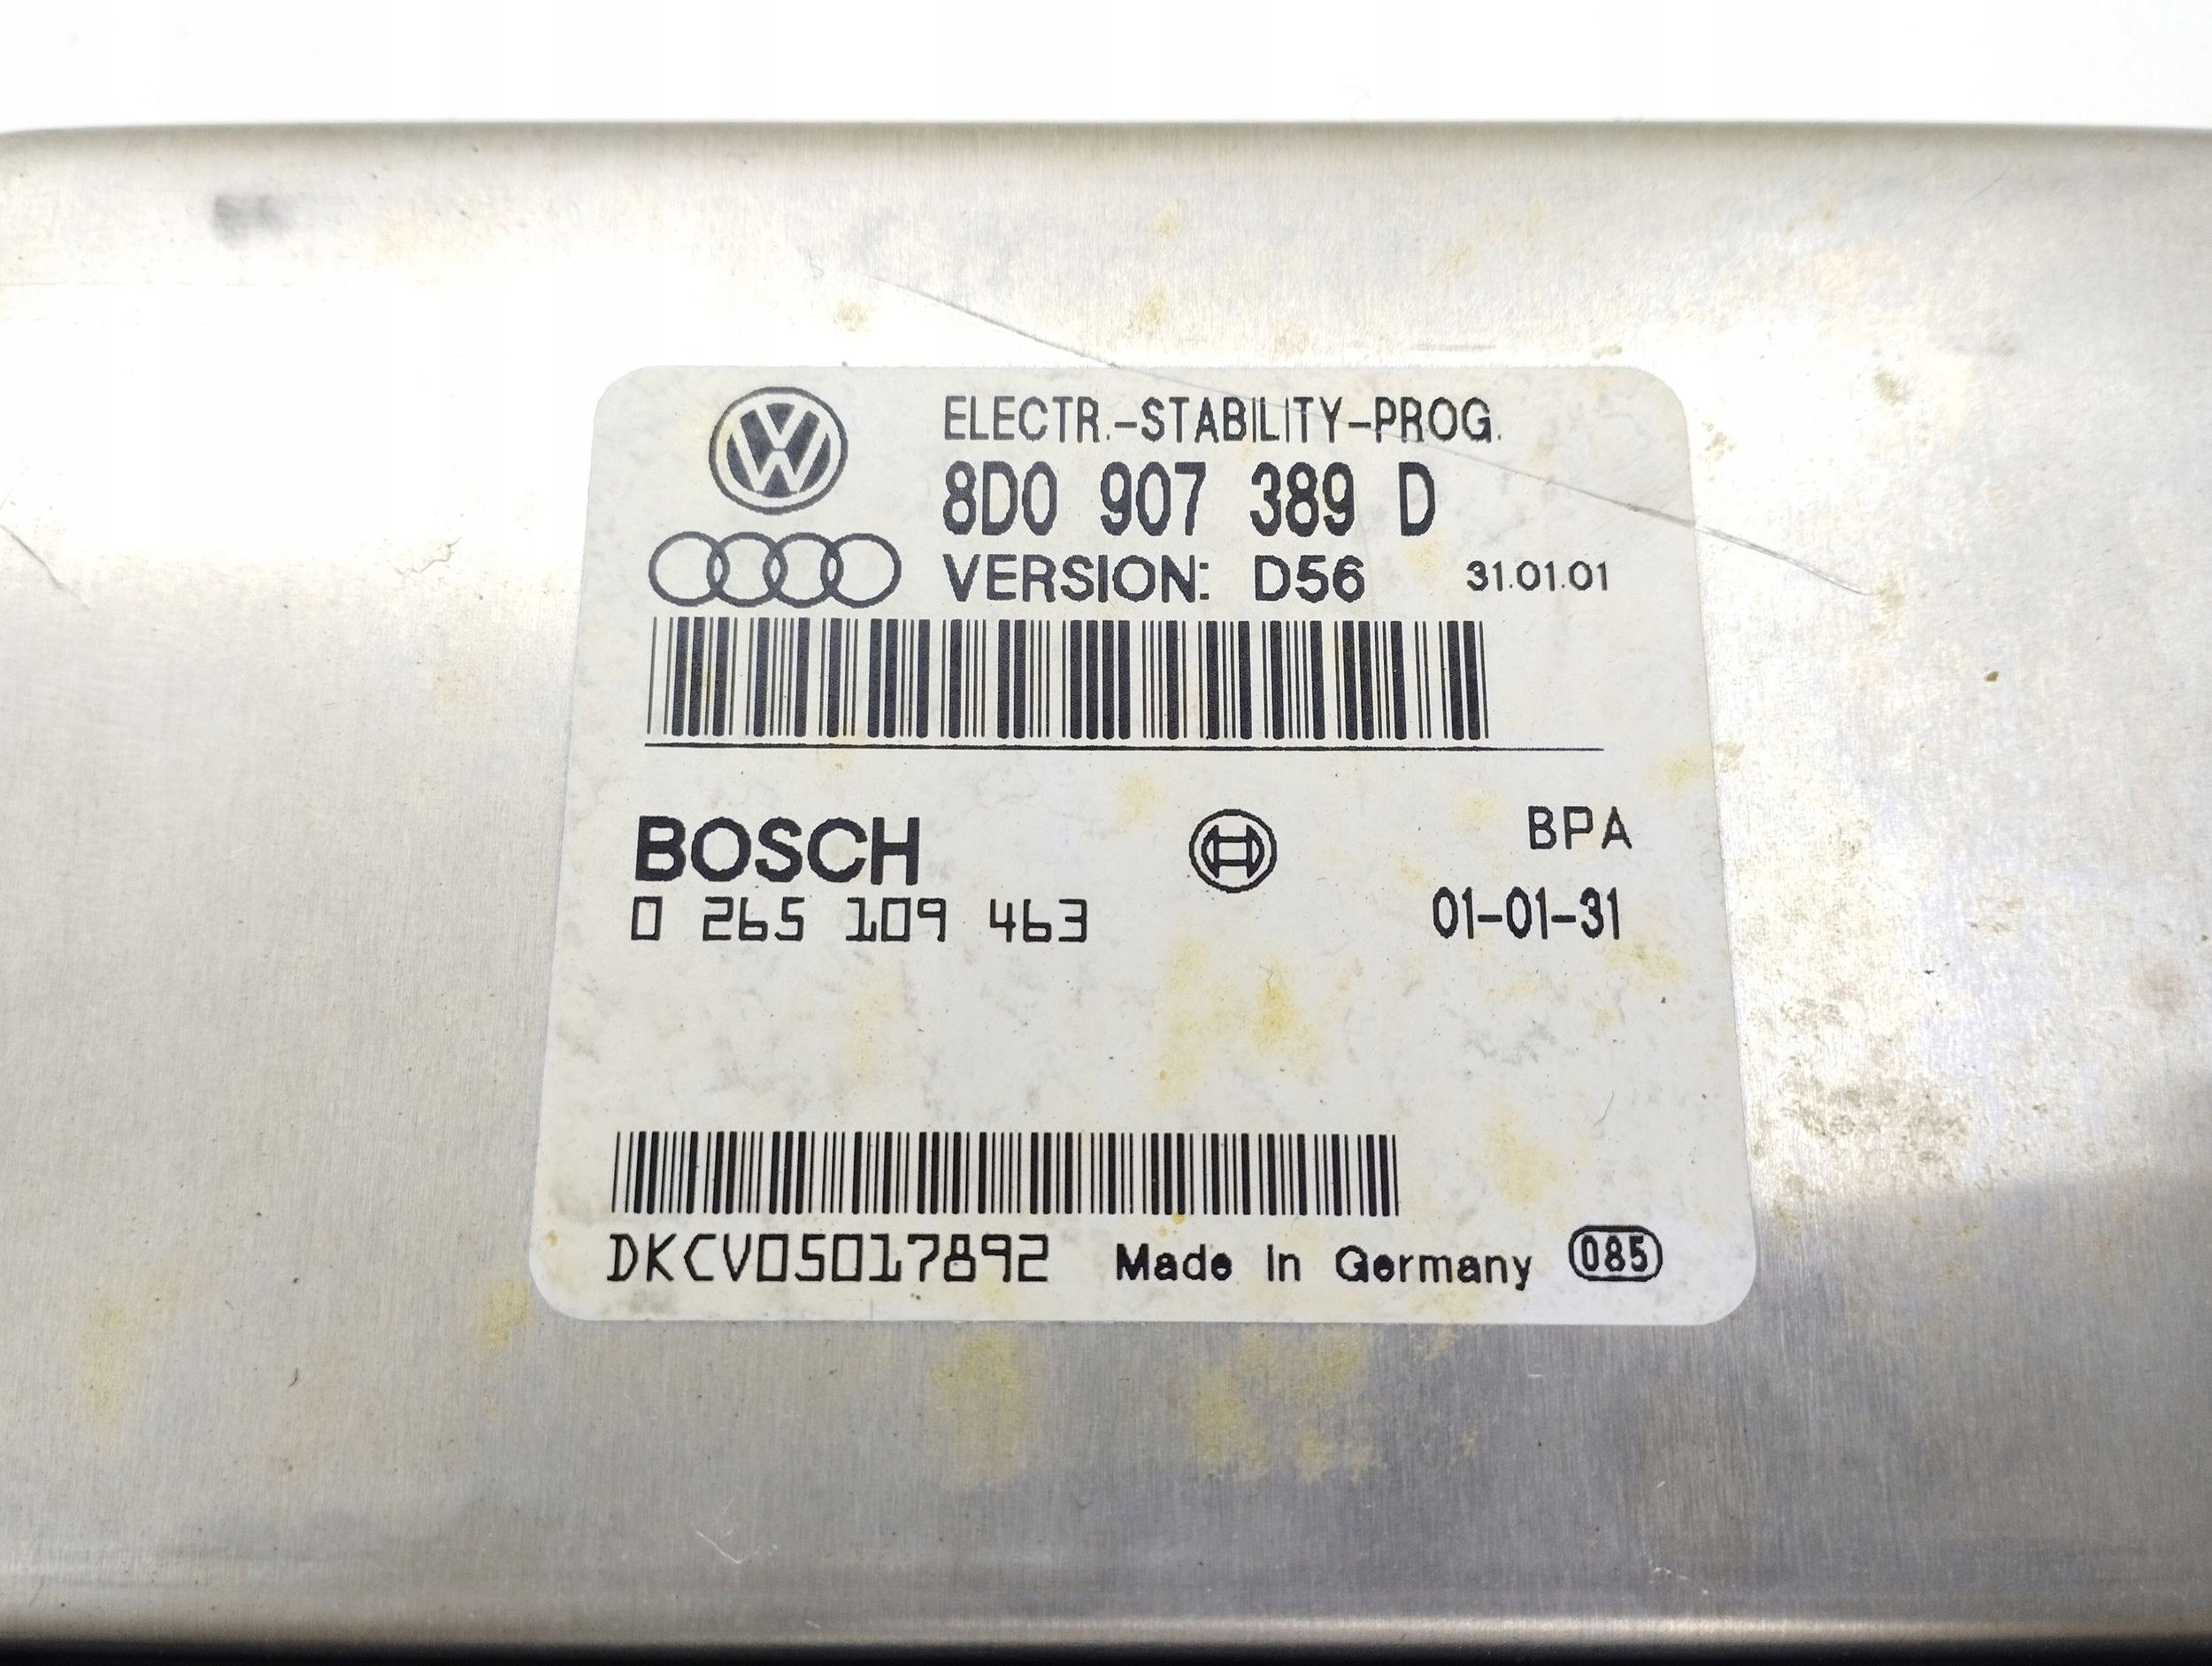 ELECTR.-STABILITY-PROG.
8D0 907 389 D
VERSION: D56 31.01.01
BOSCH BPA
0 265 109 463 01-01-31
DKCV05017892 Made In Germany 085